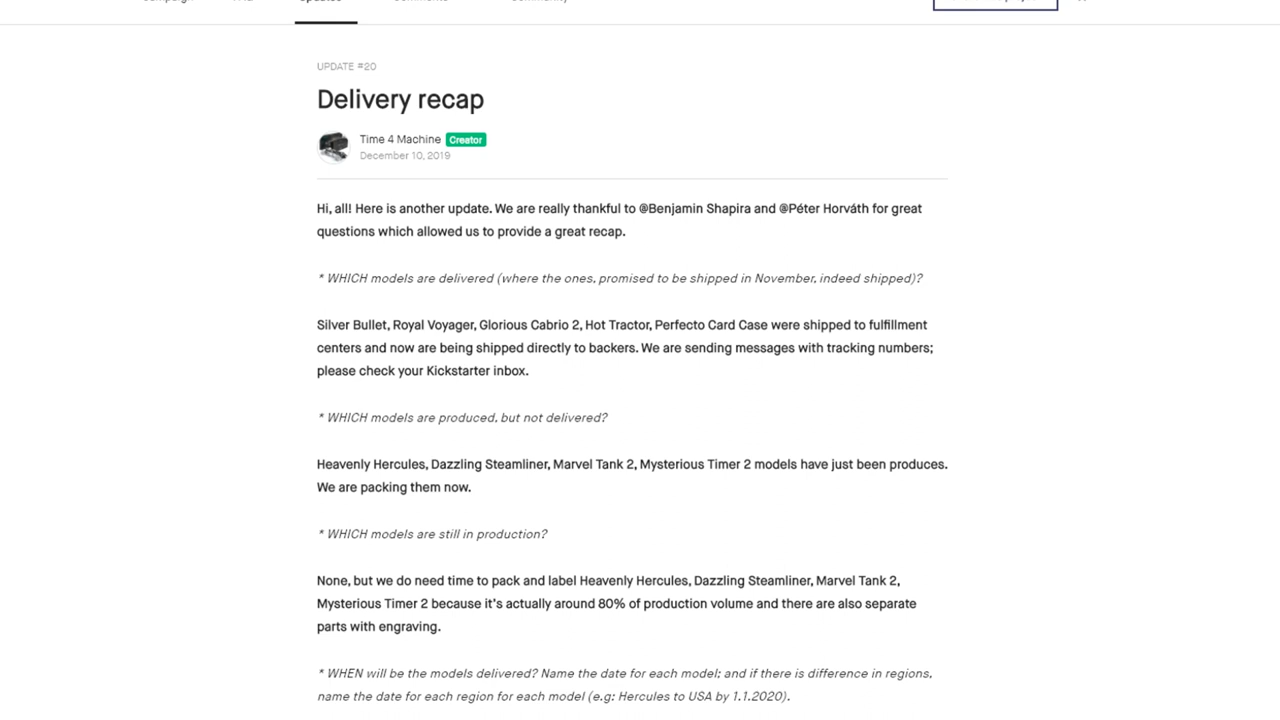 UPDATE #20
Delivery recap
Time 4 Machine Creator
December 10, 2019
Hi, all! Here is another update. We are really thankful to @Benjamin Shapira and @Péter Horváth for great
questions which allowed us to provide a great recap.
* WHICH models are delivered (where the ones, promised to be shipped in November, indeed shipped)?
Silver Bullet, Royal Voyager, Glorious Cabrio 2, Hot Tractor, Perfecto Card Case were shipped to fulfillment
centers and now are being shipped directly to backers. We are sending messages with tracking numbers;
please check your Kickstarter inbox.
* WHICH models are produced, but not delivered?
Heavenly Hercules, Dazzling Steamliner, Marvel Tank 2, Mysterious Timer 2 models have just been produces.
We are packing them now.
* WHICH models are still in production?
None, but we do need time to pack and label Heavenly Hercules, Dazzling Steamliner, Marvel Tank 2,
Mysterious Timer 2 because it's actually around 80% of production volume and there are also separate
parts with engraving.
* WHEN will be the models delivered? Name the date for each model; and if there is difference in regions,
name the date for each region for each model (e.g: Hercules to USA by 1.1.2020).